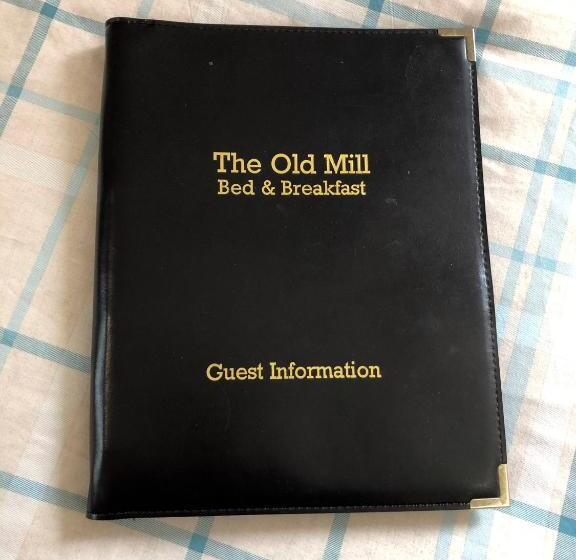 The Old Mill
Bed & Breakfast
Guest Information